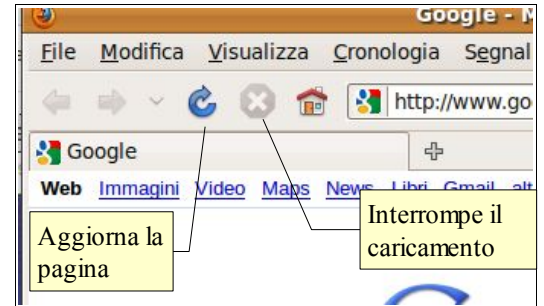 Google - M
File Modifica Visualizza Cronologia Segnal
http://www.go
Google
Web Immagini Video Maps News Libri Gmail alt
Interrompe il
caricamento
Aggiorna la
pagina